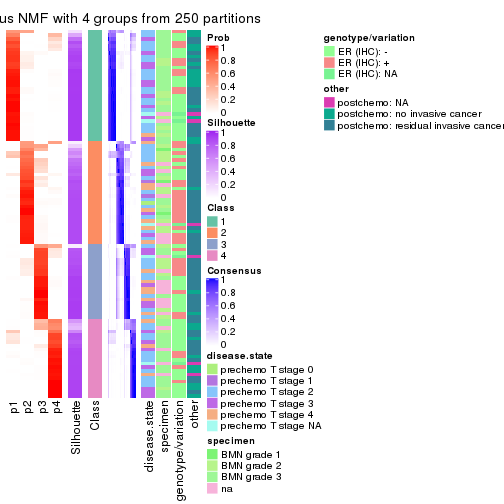 us NMF with 4 groups from 250 partitions
Prob
1
0.8
0.6
0.4
0.2
0
Silhouette
1
0.8
0.6
0.4
0.2
0
Class
1
2
3
4
Consensus
1
0.8
0.6
0.4
0.2
0
disease.state
prechemo T stage 0
prechemo T stage 1
prechemo T stage 2
prechemo T stage 3
prechemo T stage 4
prechemo T stage NA
specimen
BMN grade 1
BMN grade 2
BMN grade 3
na
genotype/variation
ER (IHC): -
ER (IHC): +
ER (IHC): NA
other
postchemo: NA
postchemo: no invasive cancer
postchemo: residual invasive cancer
p1
p2
p3
p4
Silhouette
Class
disease.state
specimen
genotype/variation
other